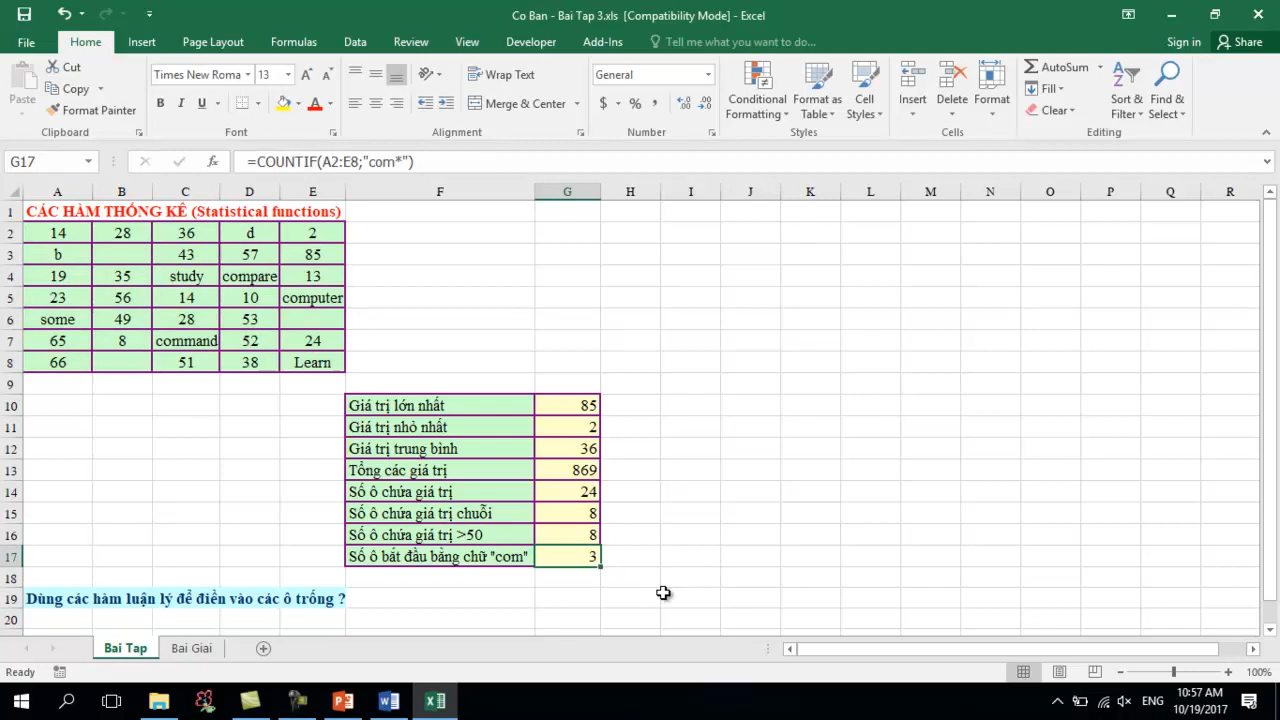 Co Ban - Bai Tap 3.xls [Compatibility Mode] - Excel
File Home Insert Page Layout Formulas Data Review View Developer Add-Ins Tell me what you want to do... Sign in Share
Paste
Cut
Copy
Format Painter
Clipboard
Times New Roma 13
B I U
Font
Wrap Text
Merge & Center
Alignment
General
$ % ,
Number
Conditional Formatting
Format as Table
Cell Styles
Styles
Insert Delete Format
Cells
AutoSum
Fill
Clear
Sort & Filter
Find & Select
Editing
G17 fx =COUNTIF(A2:E8;"com*")
A B C D E F G H I J K L M N O P Q R
1 CÁC HÀM THỐNG KÊ (Statistical functions)
2 14 28 36 d 2
3 b 43 57 85
4 19 35 study compare 13
5 23 56 14 10 computer
6 some 49 28 53
7 65 8 command 52 24
8 66 51 38 Learn
9
10 Giá trị lớn nhất 85
11 Giá trị nhỏ nhất 2
12 Giá trị trung bình 36
13 Tổng các giá trị 869
14 Số ô chứa giá trị 24
15 Số ô chứa giá trị chuỗi 8
16 Số ô chứa giá trị >50 8
17 Số ô bắt đầu bằng chữ "com" 3
18
19 Dùng các hàm luận lý để điền vào các ô trống ?
20
Bai Tap Bai Giai
Ready 100%
ENG 10:57 AM
10/19/2017